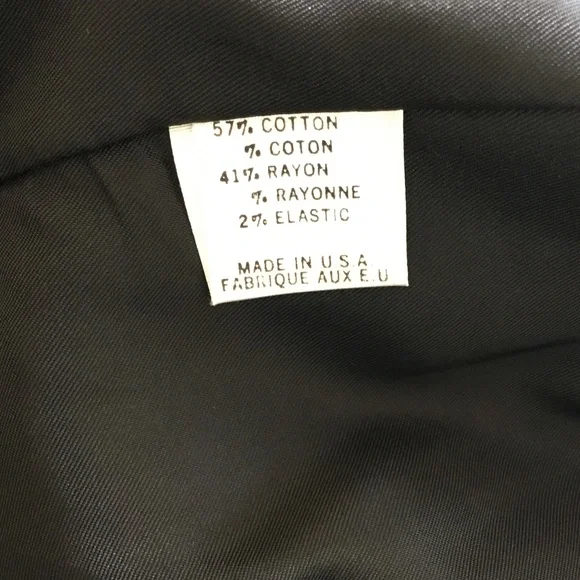 57% COTTON
% COTON
41% RAYON
% RAYONNE
2% ELASTIC
MADE IN U.S.A
FABRIQUE AUX E.U